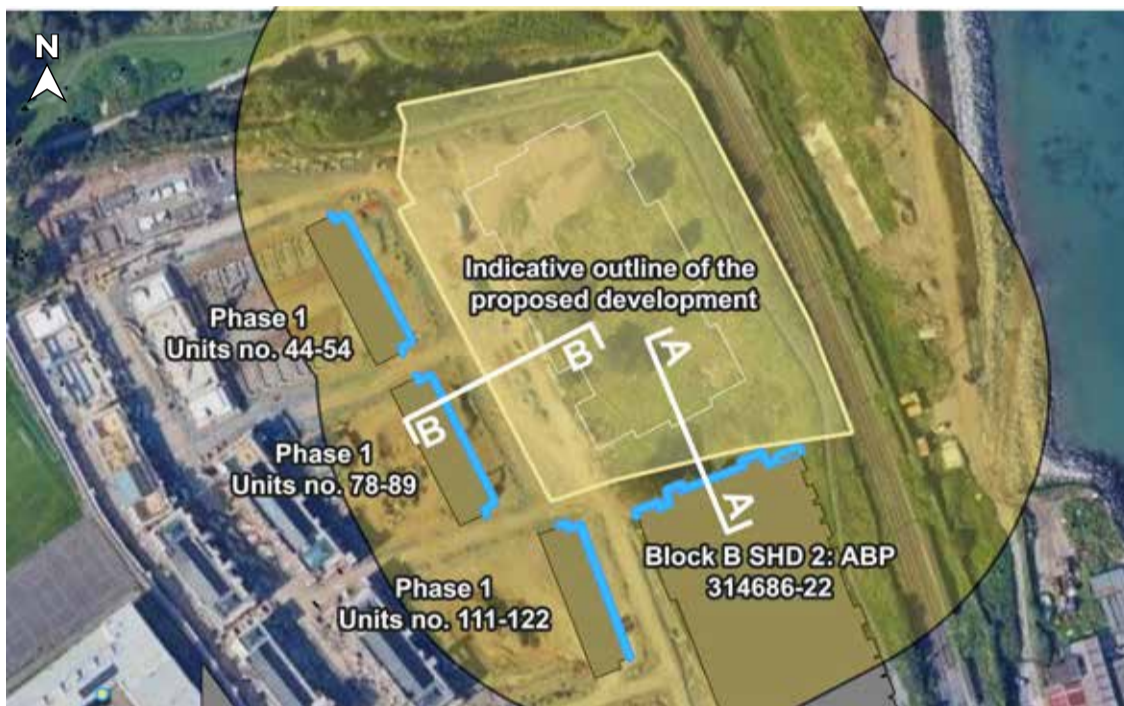 N
Indicative outline of the
proposed development
Phase 1
Units no. 44-54
B
A
B
Phase 1
Units no. 78-89
A
Block B SHD 2: ABP
314686-22
Phase 1
Units no. 111-122